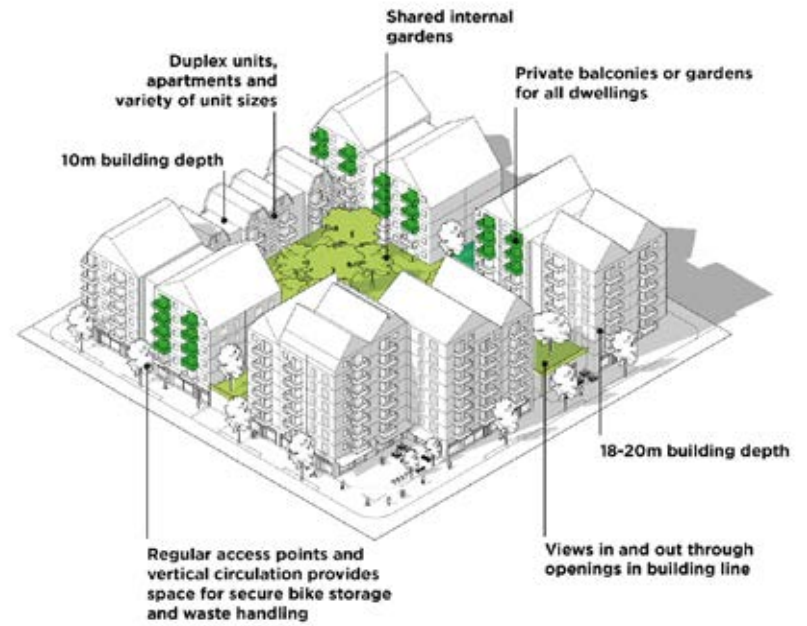 Shared internal
gardens
Duplex units,
apartments and
variety of unit sizes
Private balconies or gardens
for all dwellings
10m building depth
18-20m building depth
Regular access points and
vertical circulation provides
space for secure bike storage
and waste handling
Views in and out through
openings in building line